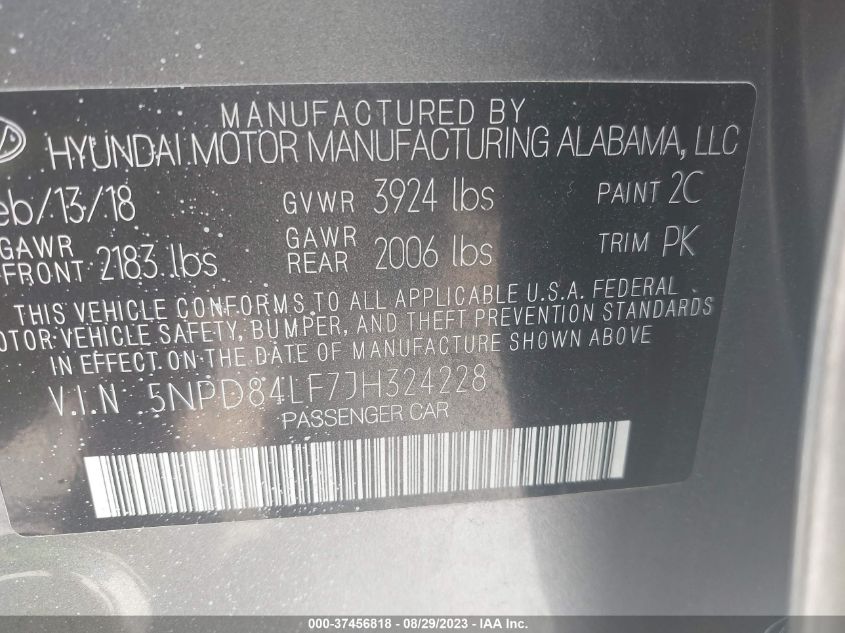 MANUFACTURED BY
HYUNDAI MOTOR MANUFACTURING ALABAMA, LLC
eb/13/18 GVWR 3924 lbs PAINT 2C
GAWR FRONT 2183 lbs GAWR REAR 2006 lbs TRIM PK
THIS VEHICLE CONFORMS TO ALL APPLICABLE U.S.A. FEDERAL
OTOR VEHICLE SAFETY, BUMPER, AND THEFT PREVENTION STANDARDS
IN EFFECT ON THE DATE OF MANUFACTURE SHOWN ABOVE
V.I.N 5NPD84LF7JH324228
PASSENGER CAR
000-37456818 - 08/29/2023 - IAA Inc.